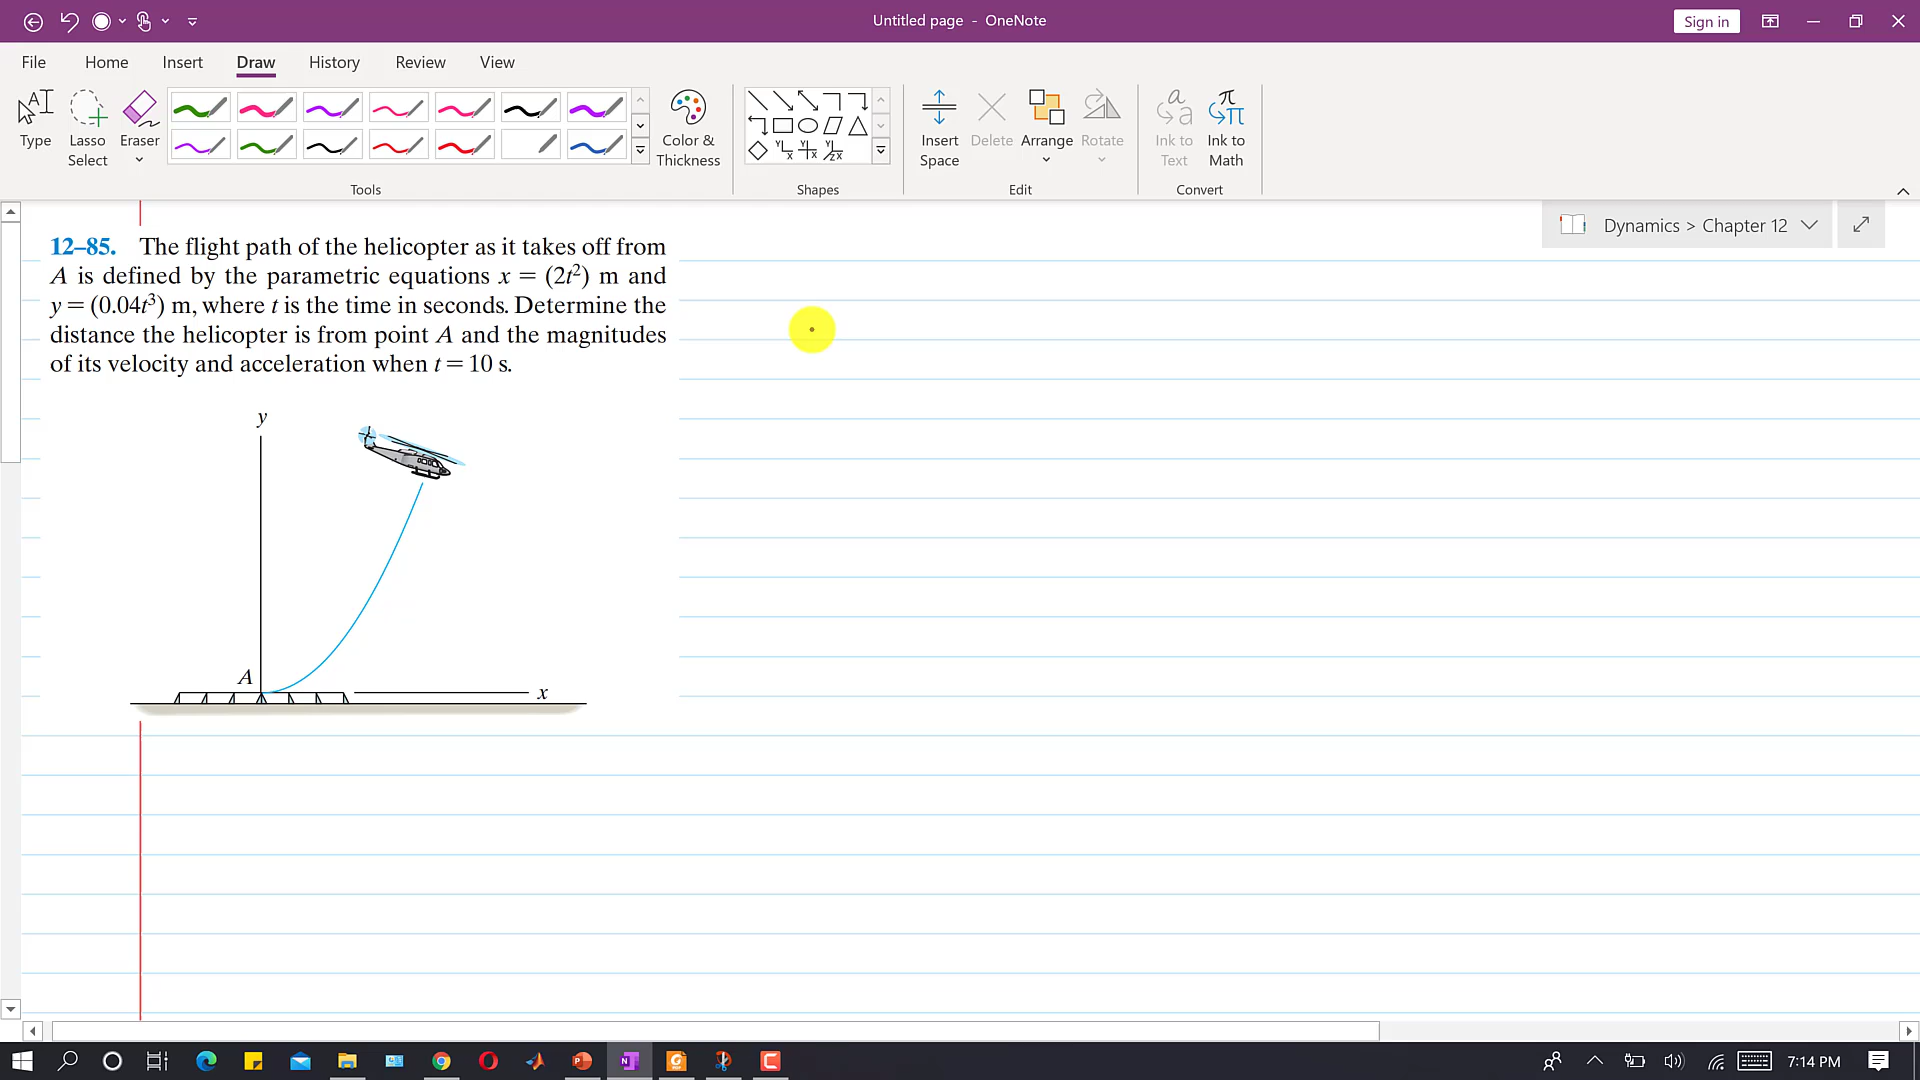 Untitled page - OneNote
Sign in
File Home Insert Draw History Review View
Type
Lasso Select
Eraser
Color & Thickness
Insert Space
Delete
Arrange
Rotate
Ink to Text
Ink to Math
Tools
Shapes
Edit
Convert
Dynamics > Chapter 12
12–85. The flight path of the helicopter as it takes off from
A is defined by the parametric equations x = (2t²) m and
y = (0.04t³) m, where t is the time in seconds. Determine the
distance the helicopter is from point A and the magnitudes
of its velocity and acceleration when t = 10 s.
y
A
x
7:14 PM